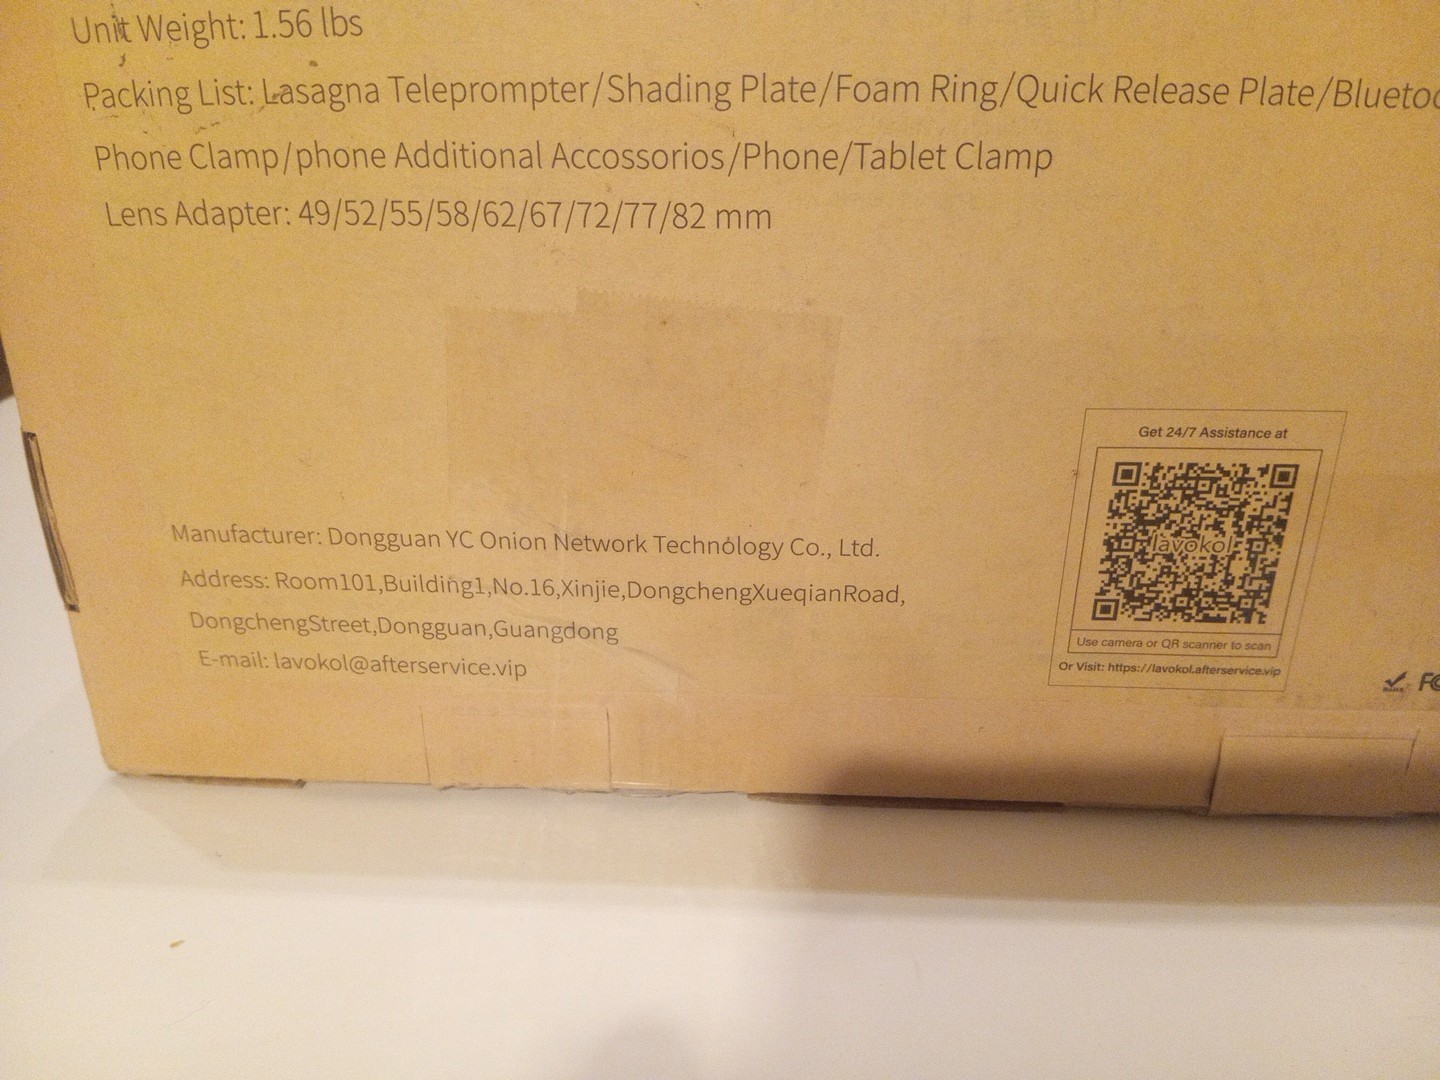 Unit Weight: 1.56 lbs
Packing List: Lasagna Teleprompter/Shading Plate/Foam Ring/Quick Release Plate/Bluetoo
Phone Clamp/phone Additional Accossorios/Phone/Tablet Clamp
Lens Adapter: 49/52/55/58/62/67/72/77/82 mm
Manufacturer: Dongguan YC Onion Network Technology Co., Ltd.
Address: Room101,Building1,No.16,Xinjie,DongchengXueqianRoad,
DongchengStreet,Dongguan,Guangdong
E-mail: lavokol@afterservice.vip
Get 24/7 Assistance at
lavokol
Use camera or QR scanner to scan
Or Visit: https://lavokol.afterservice.vip